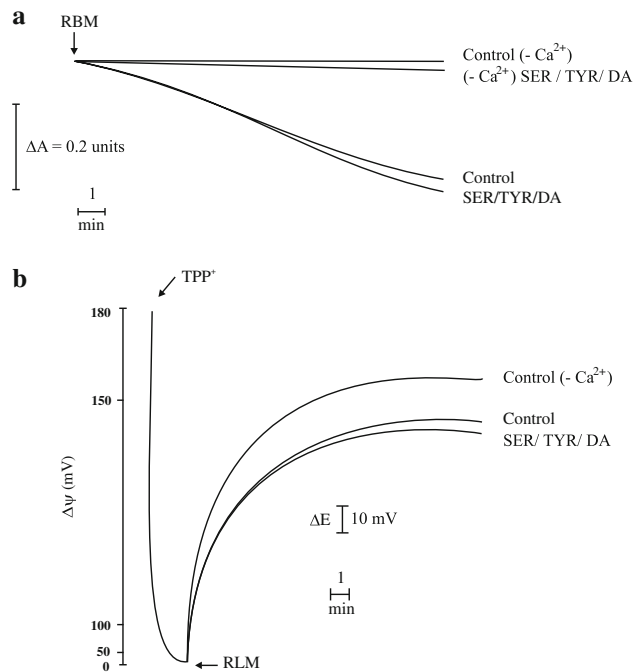 a
RBM
Control (- Ca²⁺)
(- Ca²⁺) SER / TYR/ DA
ΔA = 0.2 units
Control
SER/TYR/DA
1
min
b
TPP⁺
180
Control (- Ca²⁺)
150
Control
SER/ TYR/ DA
Δψ (mV)
ΔE 10 mV
1
min
100
50
0
RLM